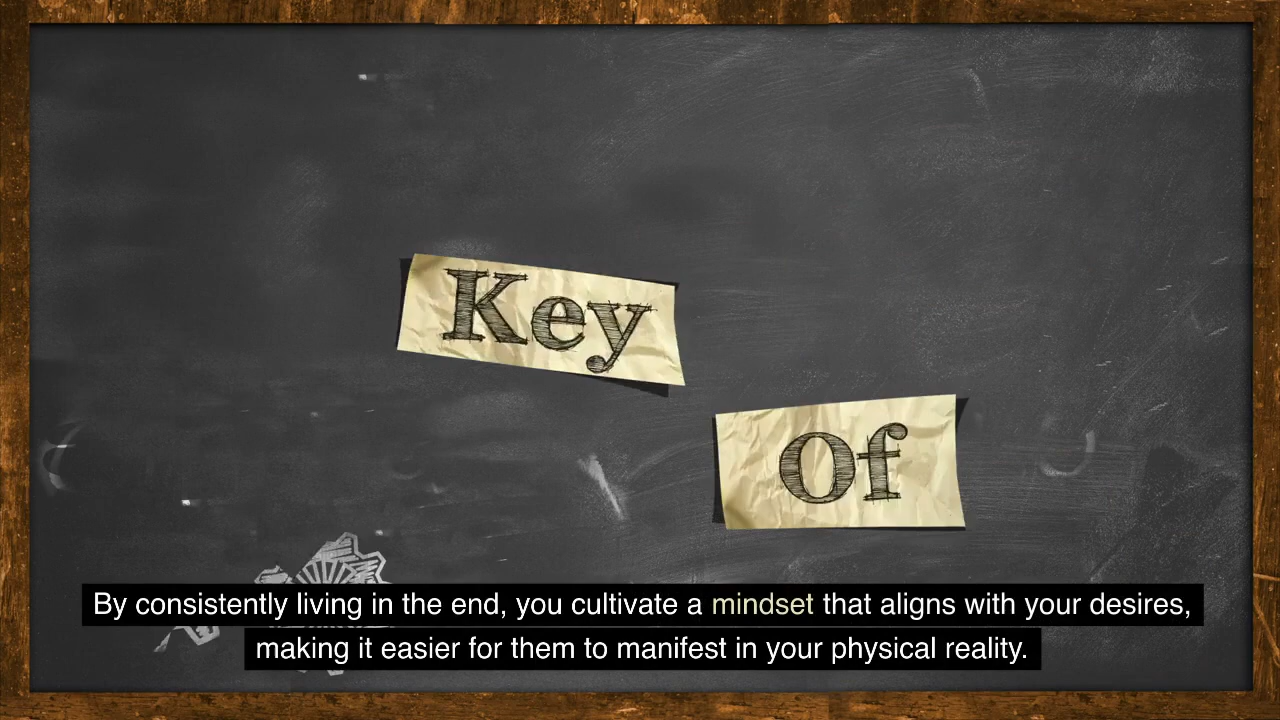 Key
Of
By consistently living in the end, you cultivate a mindset that aligns with your desires,
making it easier for them to manifest in your physical reality.